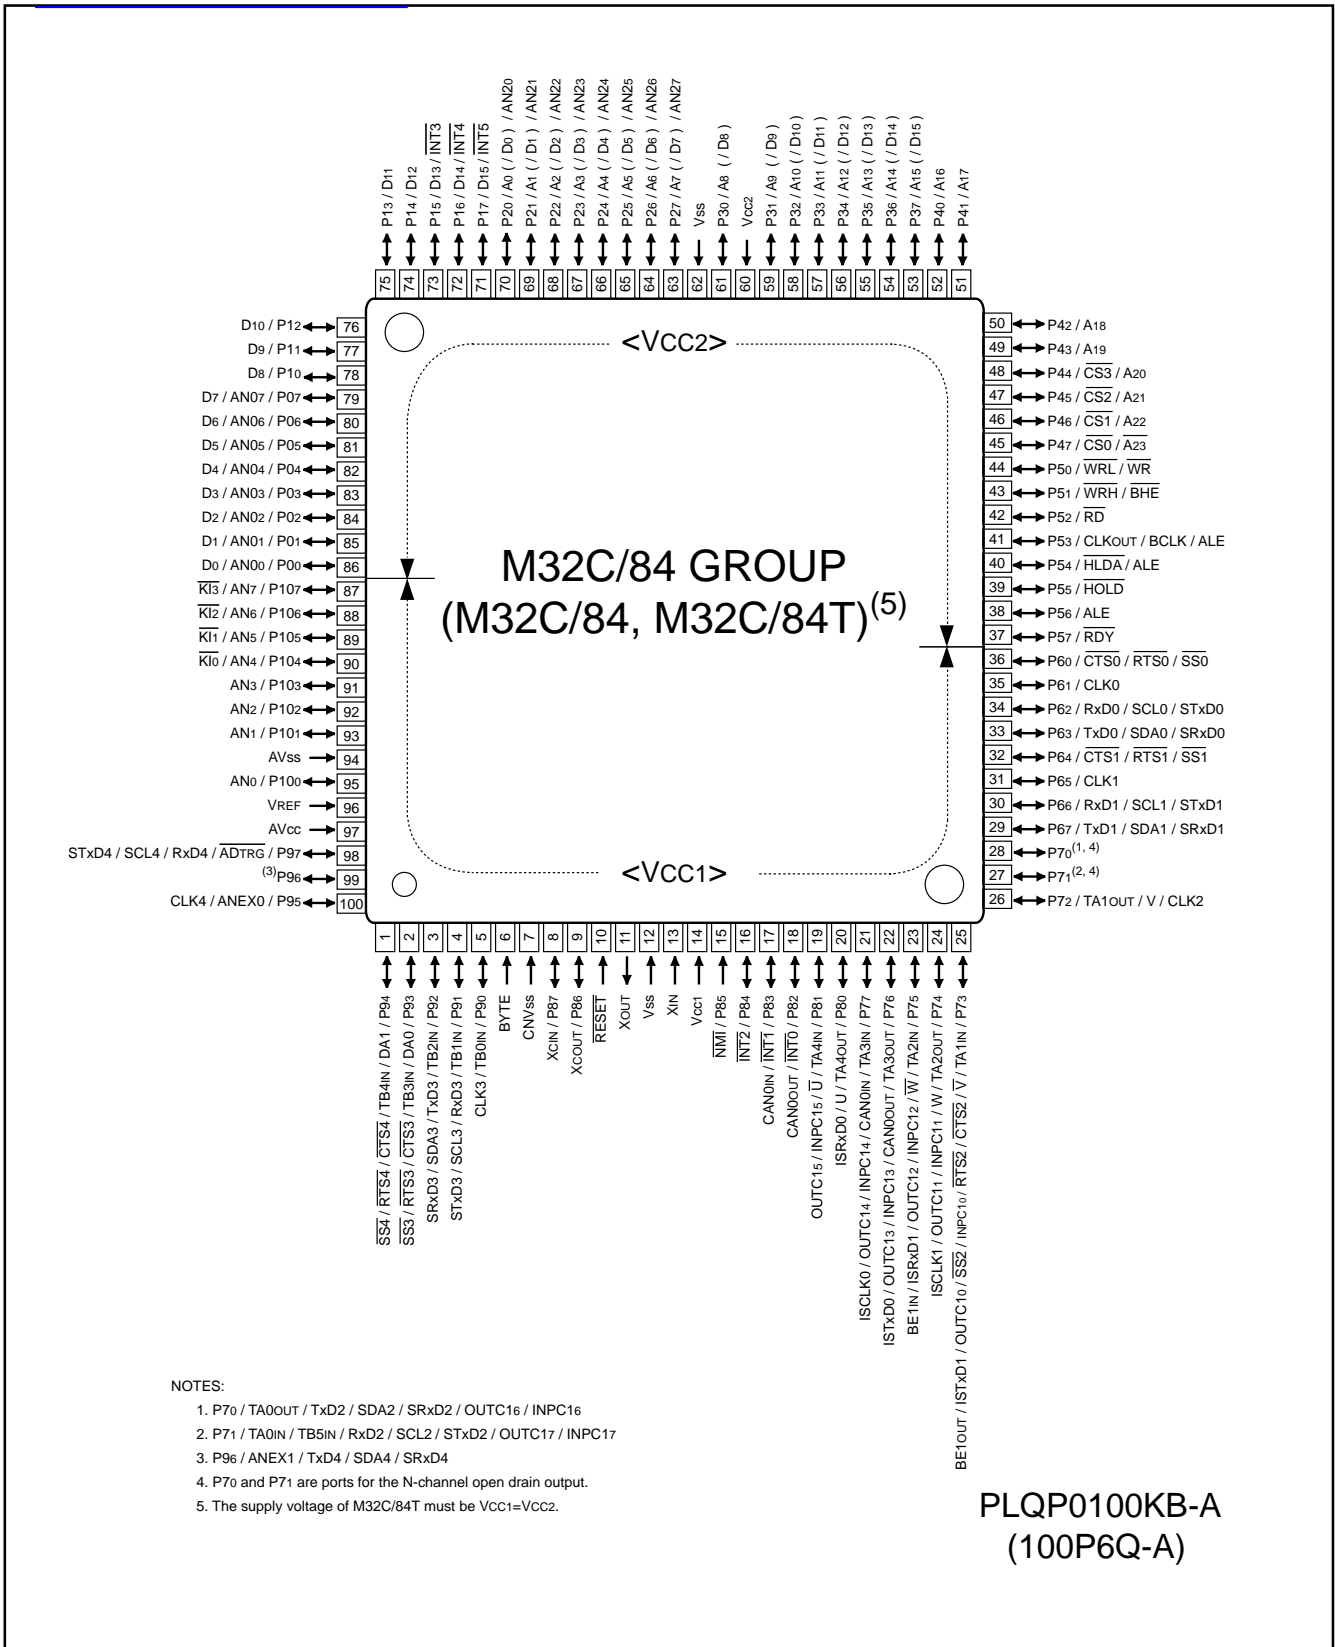 P13 / D11
P14 / D12
P15 / D13 / INT3
P16 / D14 / INT4
P17 / D15 / INT5
P20 / A0 ( / D0 ) / AN20
P21 / A1 ( / D1 ) / AN21
P22 / A2 ( / D2 ) / AN22
P23 / A3 ( / D3 ) / AN23
P24 / A4 ( / D4 ) / AN24
P25 / A5 ( / D5 ) / AN25
P26 / A6 ( / D6 ) / AN26
P27 / A7 ( / D7 ) / AN27
Vss
P30 / A8 ( / D8 )
Vcc2
P31 / A9 ( / D9 )
P32 / A10 ( / D10 )
P33 / A11 ( / D11 )
P34 / A12 ( / D12 )
P35 / A13 ( / D13 )
P36 / A14 ( / D14 )
P37 / A15 ( / D15 )
P40 / A16
P41 / A17
75 74 73 72 71 70 69 68 67 66 65 64 63 62 61 60 59 58 57 56 55 54 53 52 51
D10 / P12 76
D9 / P11 77
D8 / P10 78
D7 / AN07 / P07 79
D6 / AN06 / P06 80
D5 / AN05 / P05 81
D4 / AN04 / P04 82
D3 / AN03 / P03 83
D2 / AN02 / P02 84
D1 / AN01 / P01 85
D0 / AN00 / P00 86
KI3 / AN7 / P107 87
KI2 / AN6 / P106 88
KI1 / AN5 / P105 89
KI0 / AN4 / P104 90
AN3 / P103 91
AN2 / P102 92
AN1 / P101 93
AVss 94
AN0 / P100 95
VREF 96
AVcc 97
STxD4 / SCL4 / RxD4 / ADTRG / P97 98
(3)P96 99
CLK4 / ANEX0 / P95 100
<VCC2>
M32C/84 GROUP
(M32C/84, M32C/84T)(5)
<VCC1>
50 P42 / A18
49 P43 / A19
48 P44 / CS3 / A20
47 P45 / CS2 / A21
46 P46 / CS1 / A22
45 P47 / CS0 / A23
44 P50 / WRL / WR
43 P51 / WRH / BHE
42 P52 / RD
41 P53 / CLKOUT / BCLK / ALE
40 P54 / HLDA / ALE
39 P55 / HOLD
38 P56 / ALE
37 P57 / RDY
36 P60 / CTS0 / RTS0 / SS0
35 P61 / CLK0
34 P62 / RxD0 / SCL0 / STxD0
33 P63 / TxD0 / SDA0 / SRxD0
32 P64 / CTS1 / RTS1 / SS1
31 P65 / CLK1
30 P66 / RxD1 / SCL1 / STxD1
29 P67 / TxD1 / SDA1 / SRxD1
28 P70(1, 4)
27 P71(2, 4)
26 P72 / TA1OUT / V / CLK2
1 2 3 4 5 6 7 8 9 10 11 12 13 14 15 16 17 18 19 20 21 22 23 24 25
SS4 / RTS4 / CTS4 / TB4IN / DA1 / P94
SS3 / RTS3 / CTS3 / TB3IN / DA0 / P93
SRxD3 / SDA3 / TxD3 / TB2IN / P92
STxD3 / SCL3 / RxD3 / TB1IN / P91
CLK3 / TB0IN / P90
BYTE
CNVss
XCIN / P87
XCOUT / P86
RESET
XOUT
Vss
XIN
Vcc1
NMI / P85
INT2 / P84
CAN0IN / INT1 / P83
CAN0OUT / INT0 / P82
OUTC15 / INPC15 / U / TA4IN / P81
ISRxD0 / U / TA4OUT / P80
ISCLK0 / OUTC14 / INPC14 / CAN0IN / TA3IN / P77
ISTxD0 / OUTC13 / INPC13 / CAN0OUT / TA3OUT / P76
BE1IN / ISRxD1 / OUTC12 / INPC12 / W / TA2IN / P75
ISCLK1 / OUTC11 / INPC11 / W / TA2OUT / P74
BE1OUT / ISTxD1 / OUTC10 / SS2 / INPC10 / RTS2 / CTS2 / V / TA1IN / P73
NOTES:
1. P70 / TA0OUT / TxD2 / SDA2 / SRxD2 / OUTC16 / INPC16
2. P71 / TA0IN / TB5IN / RxD2 / SCL2 / STxD2 / OUTC17 / INPC17
3. P96 / ANEX1 / TxD4 / SDA4 / SRxD4
4. P70 and P71 are ports for the N-channel open drain output.
5. The supply voltage of M32C/84T must be VCC1=VCC2.
PLQP0100KB-A
(100P6Q-A)